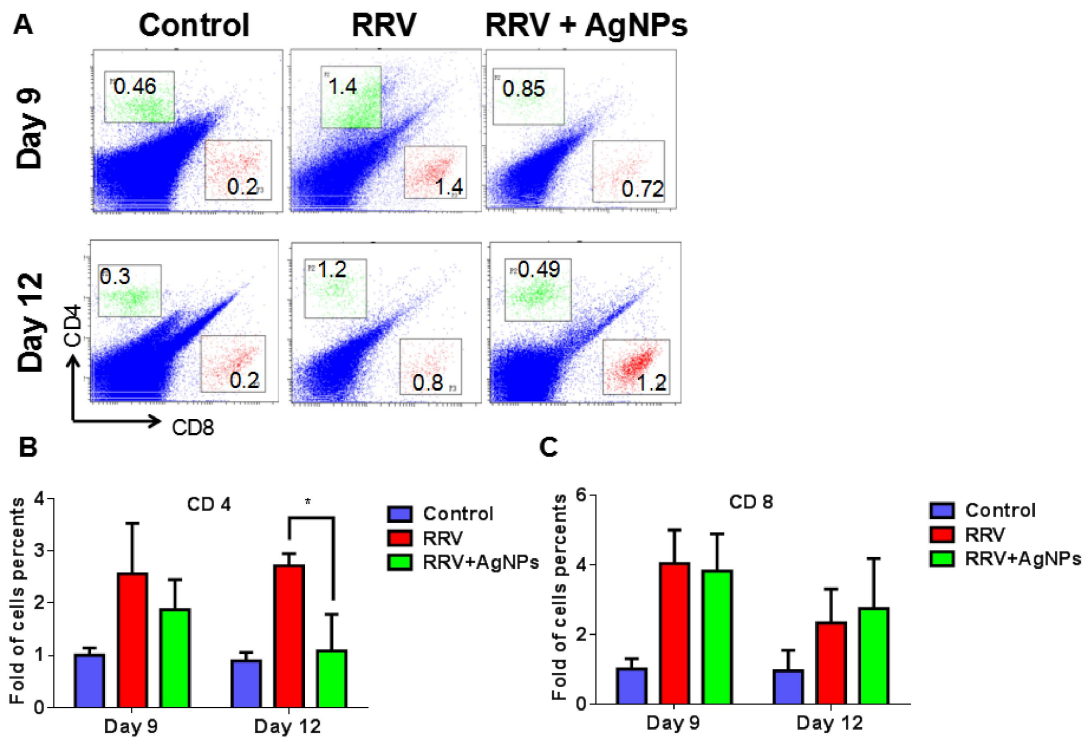 A
Control RRV RRV + AgNPs
Day 9
0.46 1.4 0.85
0.2 1.4 0.72
Day 12
0.3 1.2 0.49
0.2 0.8 1.2
CD4
CD8
B
CD 4
Fold of cells percents
4
3
2
1
0
*
Day 9 Day 12
Control
RRV
RRV+AgNPs
C
CD 8
Fold of cells percents
6
4
2
0
Day 9 Day 12
Control
RRV
RRV+AgNPs